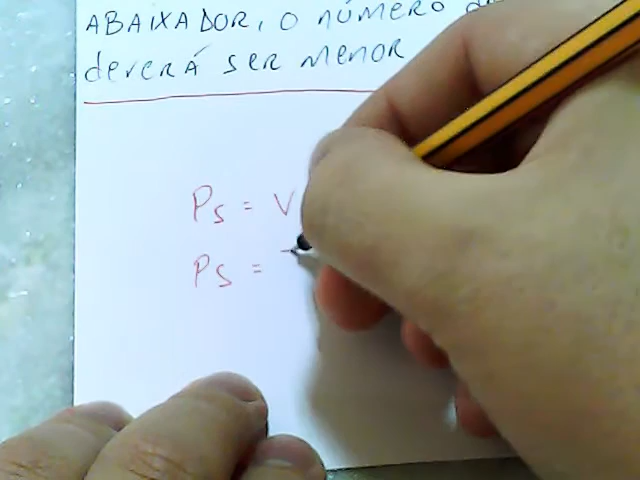 ABAIXADOR, O NÚMERO
deverÁ ser menor
Ps = V
Ps =